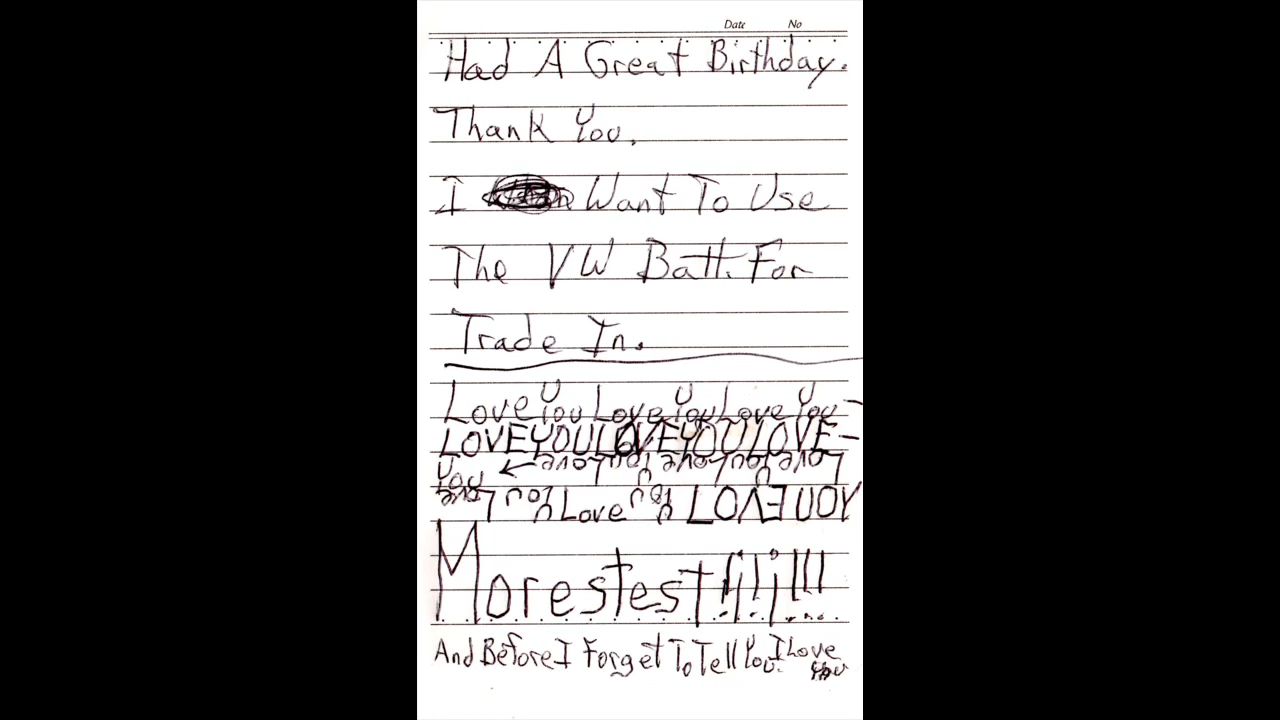 Date No
Had A Great Birthday.
Thank You.
I Want To Use
The VW Batt. For
Trade In.
Love You Love You Love You
LOVEYOULOVEYOULOVE-
You ← Love You Love You Love
Love You Love You LOVE YOU
Morestest!¡!¡!!!
And Before I Forget To Tell You. I Love
You